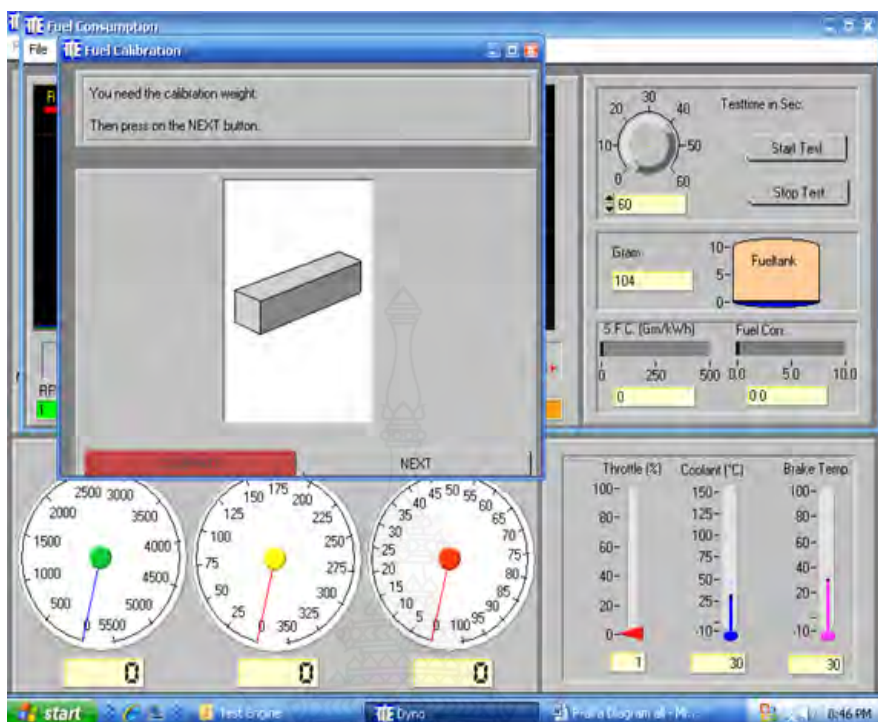 Fuel Consumption
File
Fuel Calibration
You need the calibration weight.
Then press on the NEXT button.
NEXT
Testtime in Sec.
0 10 20 30 40 50 60
60
Start Test
Stop Test
Gram
104
10
5
0
Fueltank
S.F.C. (Gm/kWh)
0 250 500
0
Fuel Con.
0.0 5.0 10.0
0.0
0 500 1000 1500 2000 2500 3000 3500 4000 4500 5000 5500
0
0 25 50 75 100 125 150 175 200 225 250 275 300 325 350
0
0 5 10 15 20 25 30 35 40 45 50 55 60 65 70 75 80 85 90 95 100
0
Throttle (%)
100
80
60
40
20
0
1
Coolant (°C)
150
125
100
75
50
25
-10
30
Brake Temp
100
80
60
40
20
-10
30
start
Test Engine
Dyno
8:46 PM